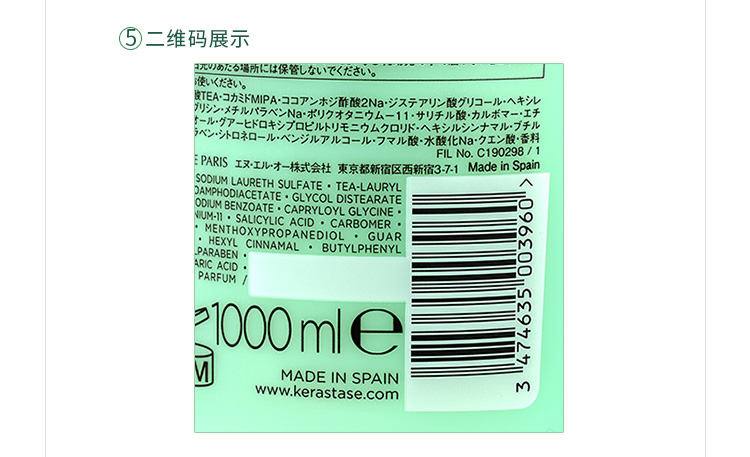 ⑤二维码展示
光のあたる場所には保管しないでください。
使いください。
酸TEA・コカミドMIPA・ココアンホジ酢酸2Na・ジステアリン酸グリコール・ヘキシレ
グリシン・メチルパラベンNa・ポリクオタニウム－11・サリチル酸・カルボマー・エチ
オール・グアーヒドロキシプロピルトリモニウムクロリド・ヘキシルシンナマル・ブチル
ラベン・シトロネロール・ベンジルアルコール・フマル酸・水酸化Na・クエン酸・香料
FIL No. C190298 / 1
E PARIS エヌ・エル・オー株式会社 東京都新宿区西新宿3-7-1 Made in Spain
SODIUM LAURETH SULFATE • TEA-LAURYL
OAMPHODIACETATE • GLYCOL DISTEARATE
ODIUM BENZOATE • CAPRYLOYL GLYCINE •
NIUM-11 • SALICYLIC ACID • CARBOMER •
• MENTHOXYPROPANEDIOL • GUAR
• HEXYL CINNAMAL • BUTYLPHENYL
LPARABEN •
ARIC ACID •
PARFUM /
1000 ml e
M
MADE IN SPAIN
www.kerastase.com
3 474635 003960 >